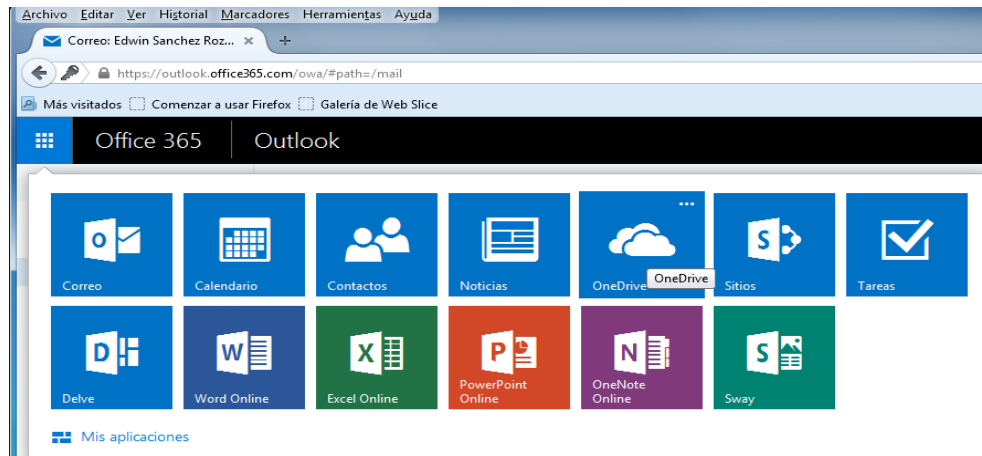 Archivo Editar Ver Historial Marcadores Herramientas Ayuda
Correo: Edwin Sanchez Roz... × +
https://outlook.office365.com/owa/#path=/mail
Más visitados Comenzar a usar Firefox Galería de Web Slice
Office 365 Outlook
Correo Calendario Contactos Noticias OneDrive OneDrive Sitios Tareas
PowerPoint OneNote
Delve Word Online Excel Online Online Online Sway
Mis aplicaciones